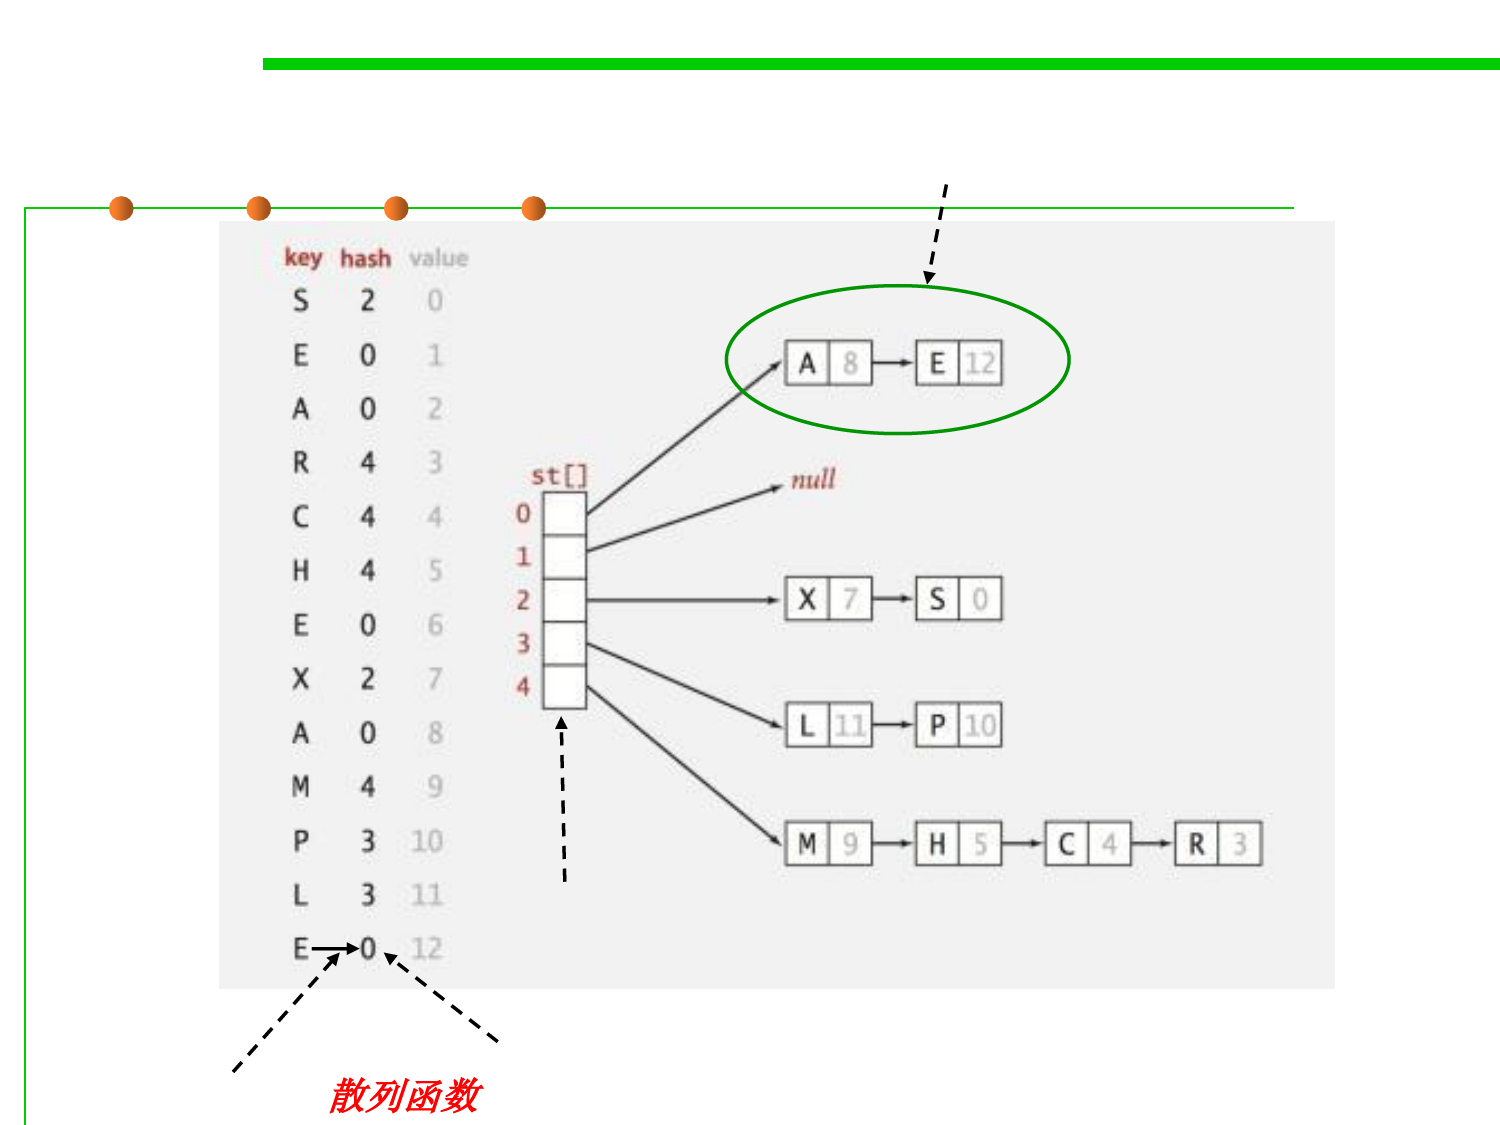 key hash value
S 2 0
E 0 1
A 0 2
R 4 3
C 4 4
H 4 5
E 0 6
X 2 7
A 0 8
M 4 9
P 3 10
L 3 11
E 0 12
st[]
0
1
2
3
4
A 8 E 12
null
X 7 S 0
L 11 P 10
M 9 H 5 C 4 R 3
散列函数